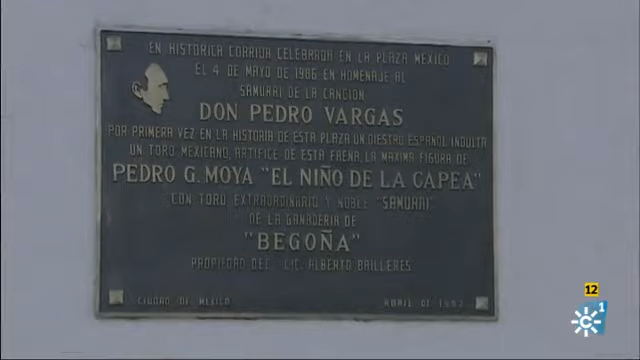 EN HISTORICA CORRIDA CELEBRADA EN LA PLAZA MEXICO
EL 4 DE MAYO DE 1986 EN HOMENAJE AL
SAMURAI DE LA CANCION
DON PEDRO VARGAS
POR PRIMERA VEZ EN LA HISTORIA DE ESTA PLAZA UN DIESTRO ESPAÑOL INDULTA
UN TORO MEXICANO, ARTIFICE DE ESTA FAENA, LA MAXIMA FIGURA DE
PEDRO G. MOYA "EL NIÑO DE LA CAPEA"
CON TORO EXTRAORDINARIO Y NOBLE "SAMURAI"
DE LA GANADERIA DE
"BEGOÑA"
PROPIEDAD DEL LIC. ALBERTO BAILLERES
CIUDAD DE MEXICO ABRIL DE
12
1